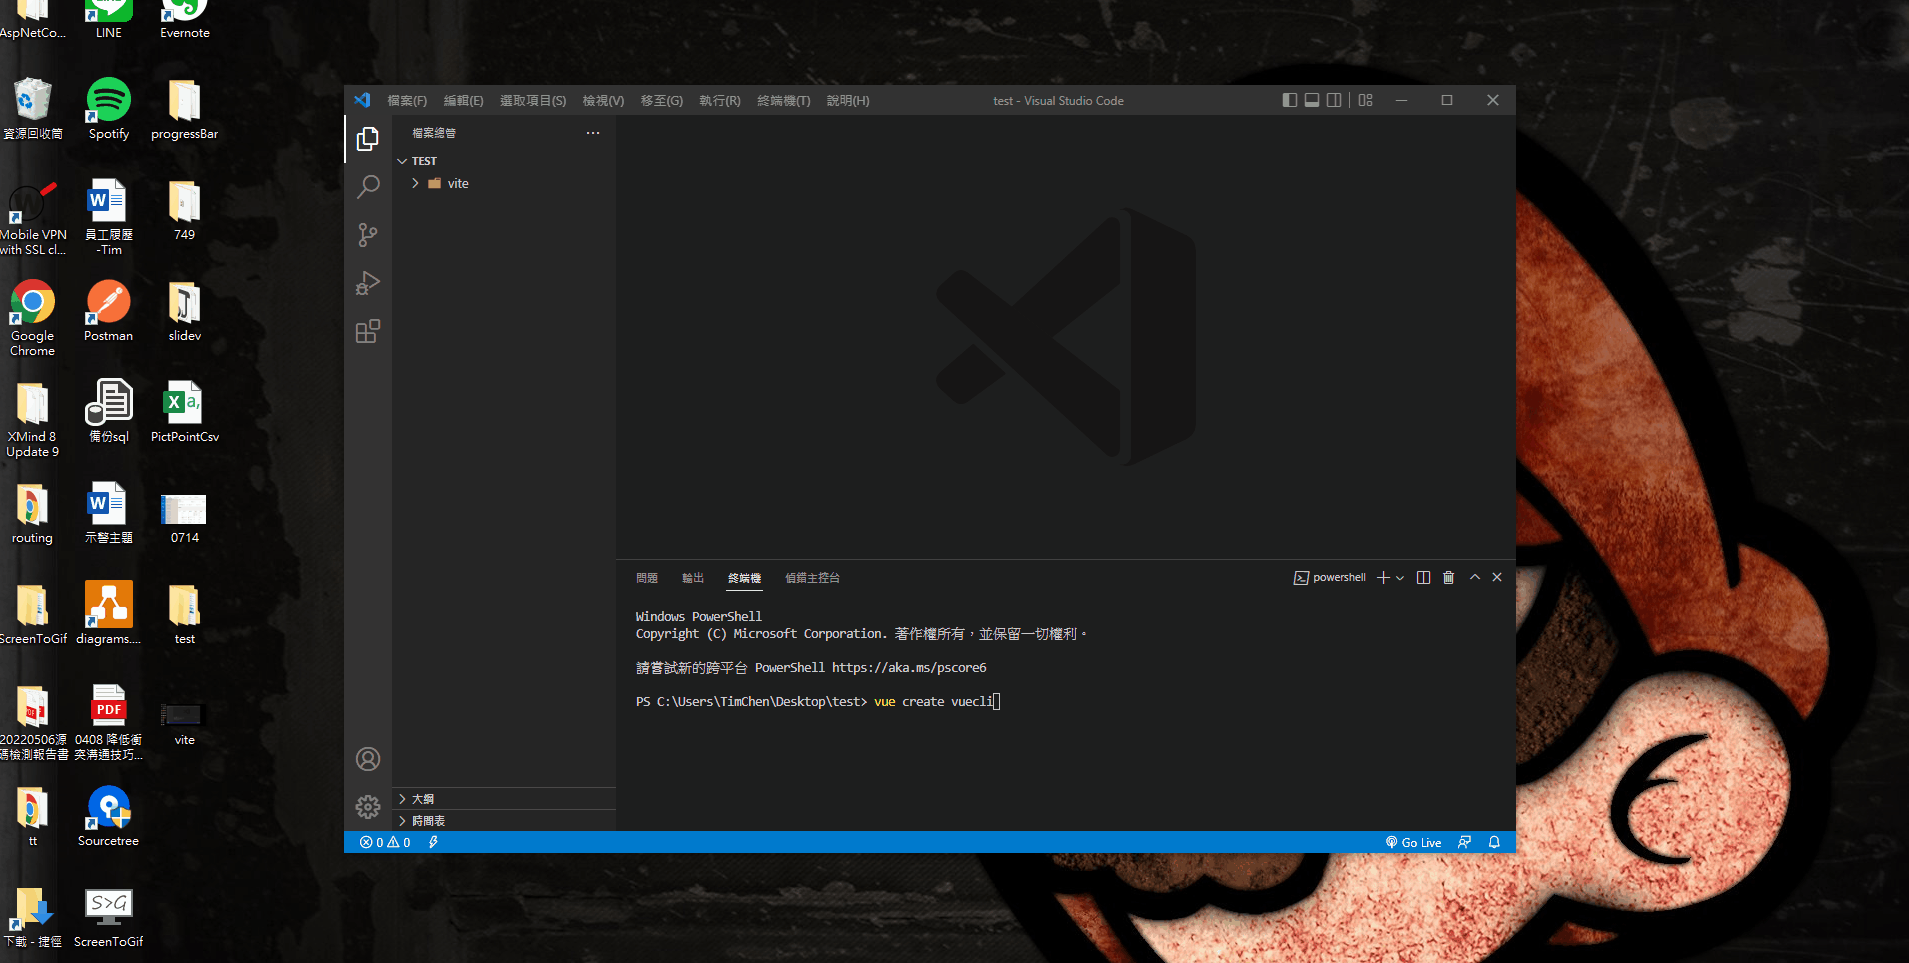 AspNetCo...
LINE
Evernote
資源回收筒
Spotify
progressBar
Mobile VPN
with SSL cl...
員工履歷
-Tim
749
Google
Chrome
Postman
slidev
XMind 8
Update 9
備份sql
PictPointCsv
routing
示警主題
0714
ScreenToGif
diagrams....
test
20220506源
碼檢測報告書
0408 降低衝
突溝通技巧...
vite
tt
Sourcetree
下載 - 捷徑
ScreenToGif
檔案(F) 編輯(E) 選取項目(S) 檢視(V) 移至(G) 執行(R) 終端機(T) 說明(H)
test - Visual Studio Code
檔案總管
TEST
vite
大綱
時間表
問題 輸出 終端機 偵錯主控台
powershell
Windows PowerShell
Copyright (C) Microsoft Corporation. 著作權所有，並保留一切權利。
請嘗試新的跨平台 PowerShell https://aka.ms/pscore6
PS C:\Users\TimChen\Desktop\test> vue create vuecli
0 0
Go Live